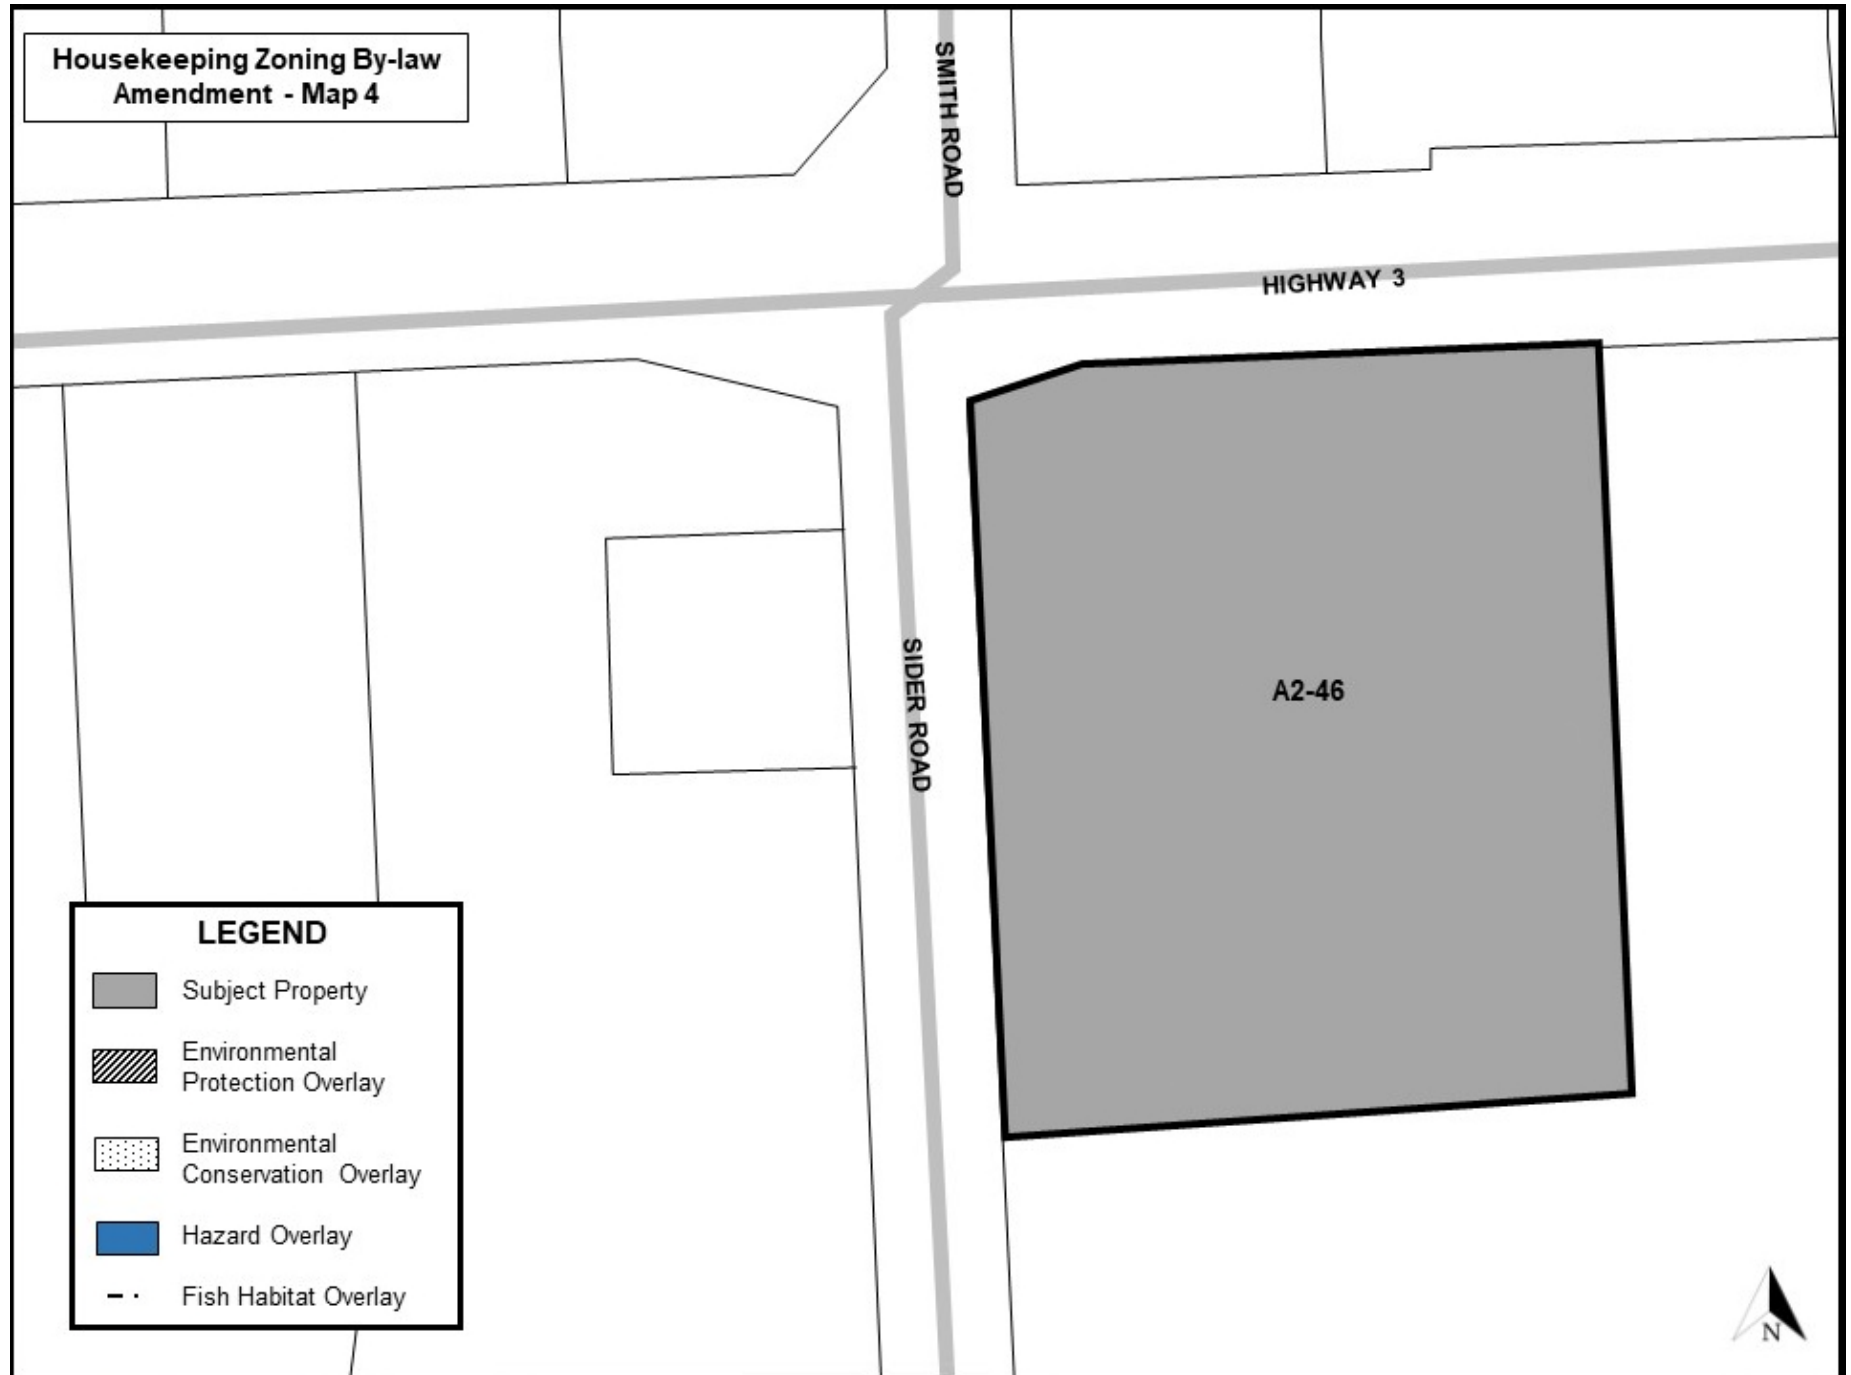 Housekeeping Zoning By-law
Amendment - Map 4
SMITH ROAD
HIGHWAY 3
SIDER ROAD
A2-46
LEGEND
Subject Property
Environmental
Protection Overlay
Environmental
Conservation Overlay
Hazard Overlay
Fish Habitat Overlay
N